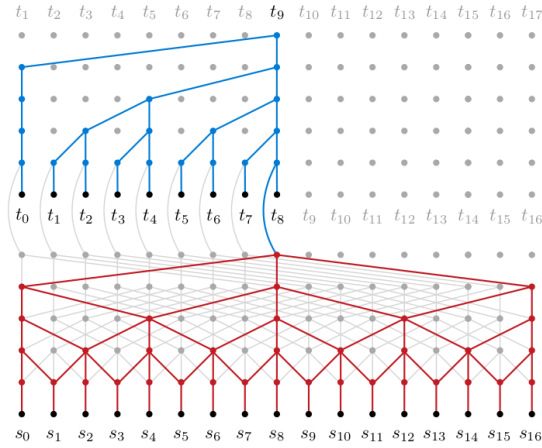 t₁ t₂ t₃ t₄ t₅ t₆ t₇ t₈ t₉ t₁₀ t₁₁ t₁₂ t₁₃ t₁₄ t₁₅ t₁₆ t₁₇
t₀ t₁ t₂ t₃ t₄ t₅ t₆ t₇ t₈ t₉ t₁₀ t₁₁ t₁₂ t₁₃ t₁₄ t₁₅ t₁₆
s₀ s₁ s₂ s₃ s₄ s₅ s₆ s₇ s₈ s₉ s₁₀ s₁₁ s₁₂ s₁₃ s₁₄ s₁₅ s₁₆